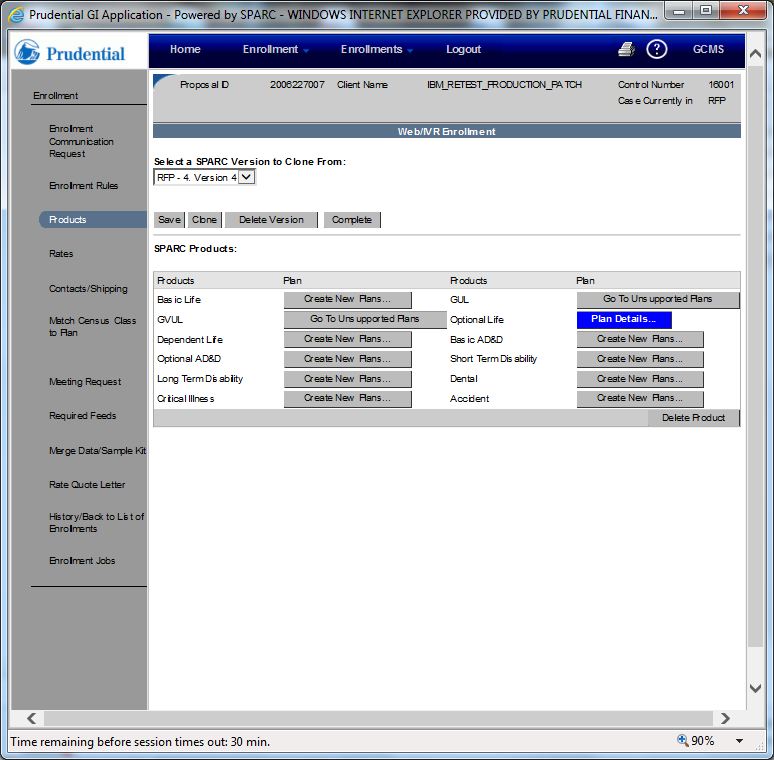 Prudential GI Application - Powered by SPARC - WINDOWS INTERNET EXPLORER PROVIDED BY PRUDENTIAL FINAN...
Prudential
Home Enrollment Enrollments Logout ? GCMS
Proposal ID 2006227007 Client Name IBM_RETEST_PRODUCTION_PATCH Control Number 16001
Case Currently in RFP
Web/IVR Enrollment
Enrollment
Enrollment
Communication
Request
Enrollment Rules
Products
Rates
Contacts/Shipping
Match Census Class
to Plan
Meeting Request
Required Feeds
Merge Data/Sample Kit
Rate Quote Letter
History/Back to List of
Enrollments
Enrollment Jobs
Select a SPARC Version to Clone From:
RFP - 4. Version 4
Save Clone Delete Version Complete
SPARC Products:
Products Plan Products Plan
Basic Life Create New Plans... GUL Go To Unsupported Plans
GVUL Go To Unsupported Plans Optional Life Plan Details...
Dependent Life Create New Plans... Basic AD&D Create New Plans...
Optional AD&D Create New Plans... Short Term Disability Create New Plans...
Long Term Disability Create New Plans... Dental Create New Plans...
Critical Illness Create New Plans... Accident Create New Plans...
Delete Product
Time remaining before session times out: 30 min. 90%